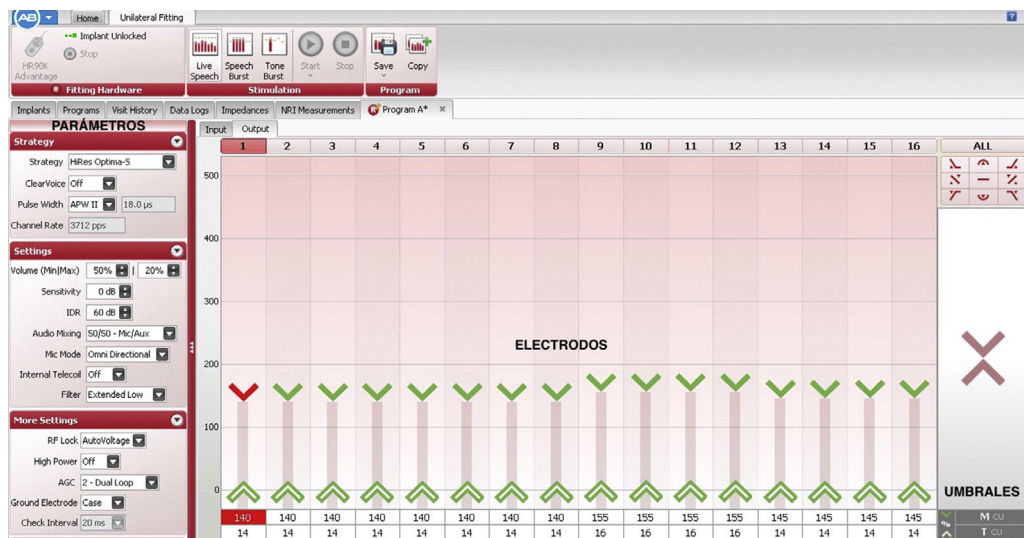 AB
Home Unilateral Fitting
HR90K Advantage
Implant Unlocked
Stop
Live Speech
Speech Burst
Tone Burst
Start
Stop
Save
Copy
Fitting Hardware
Stimulation
Program
Implants Programs Visit History Data Logs Impedances NRI Measurements Program A* ×
PARÁMETROS
Strategy
Strategy HiRes Optima-S
ClearVoice Off
Pulse Width APW II 18.0 µs
Channel Rate 3712 pps
Settings
Volume (Min|Max) 50% | 20%
Sensitivity 0 dB
IDR 60 dB
Audio Mixing 50/50 - Mic/Aux
Mic Mode Omni Directional
Internal Telecoil Off
Filter Extended Low
More Settings
RF Lock AutoVoltage
High Power Off
AGC 2 - Dual Loop
Ground Electrode Case
Check Interval 20 ms
Input Output
1 2 3 4 5 6 7 8 9 10 11 12 13 14 15 16 ALL
500
400
300
200
100
0
ELECTRODOS
UMBRALES
140 140 140 140 140 140 140 140 155 155 155 155 145 145 145 145 M CU
%
14 14 14 14 14 14 14 14 16 16 16 16 14 14 14 14 T CU